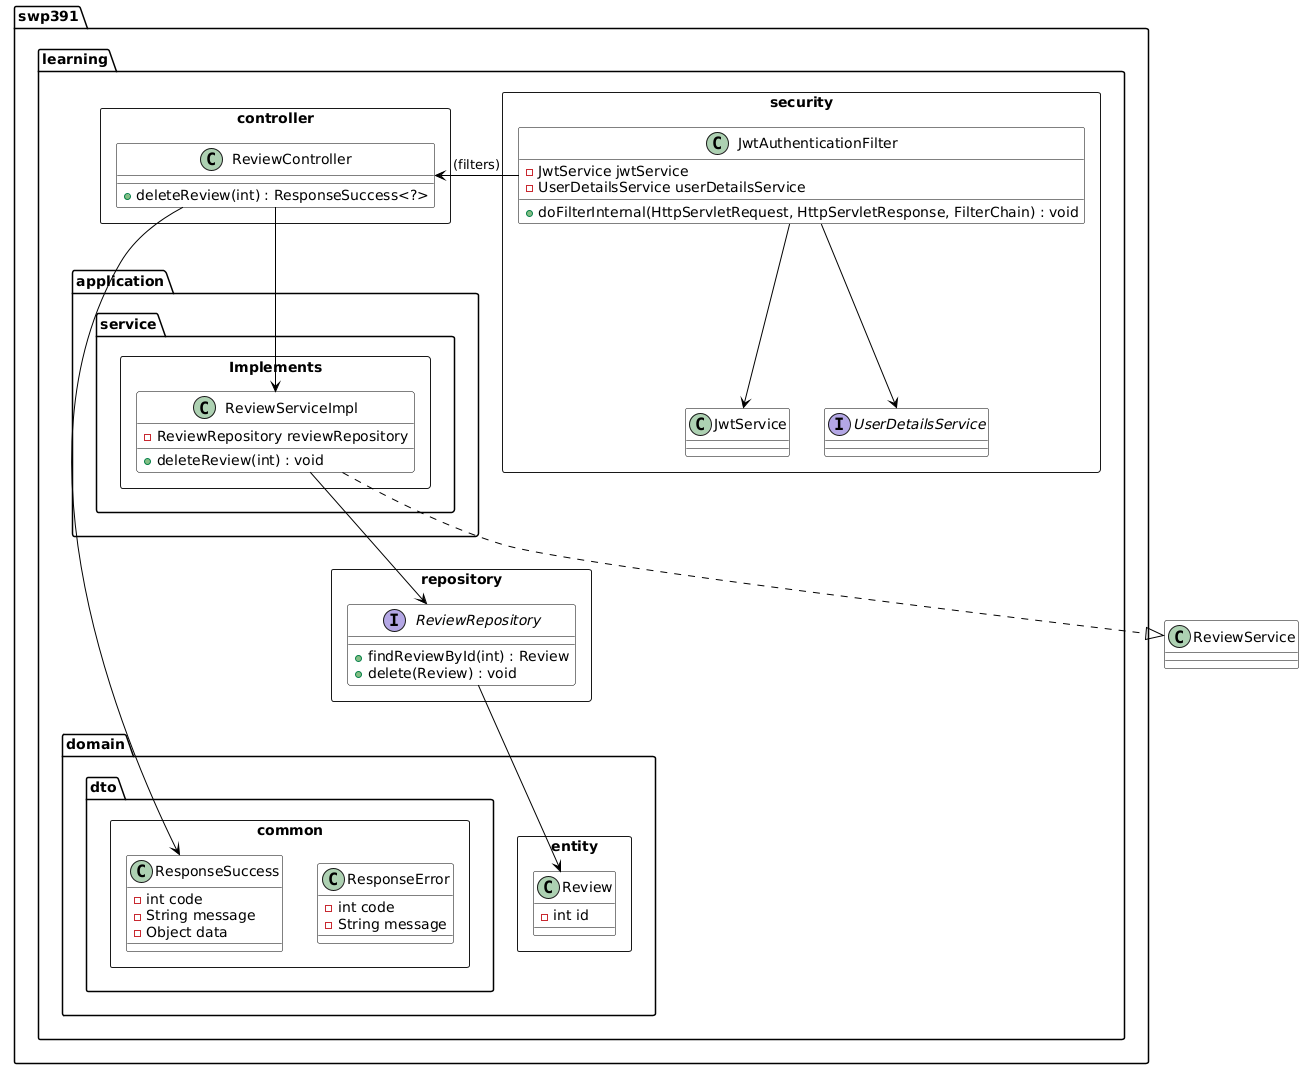 swp391
learning
controller
C ReviewController
deleteReview(int) : ResponseSuccess<?>
(filters)
security
C JwtAuthenticationFilter
JwtService jwtService
UserDetailsService userDetailsService
doFilterInternal(HttpServletRequest, HttpServletResponse, FilterChain) : void
C JwtService
I UserDetailsService
application
service
Implements
C ReviewServiceImpl
ReviewRepository reviewRepository
deleteReview(int) : void
repository
I ReviewRepository
findReviewById(int) : Review
delete(Review) : void
C ReviewService
domain
dto
common
C ResponseSuccess
int code
String message
Object data
C ResponseError
int code
String message
entity
C Review
int id